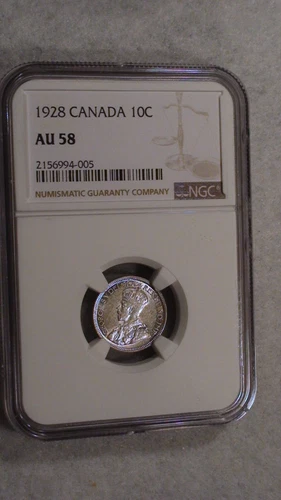 1928 CANADA 10C
AU 58
2156994-005
NUMISMATIC GUARANTY COMPANY
NGC